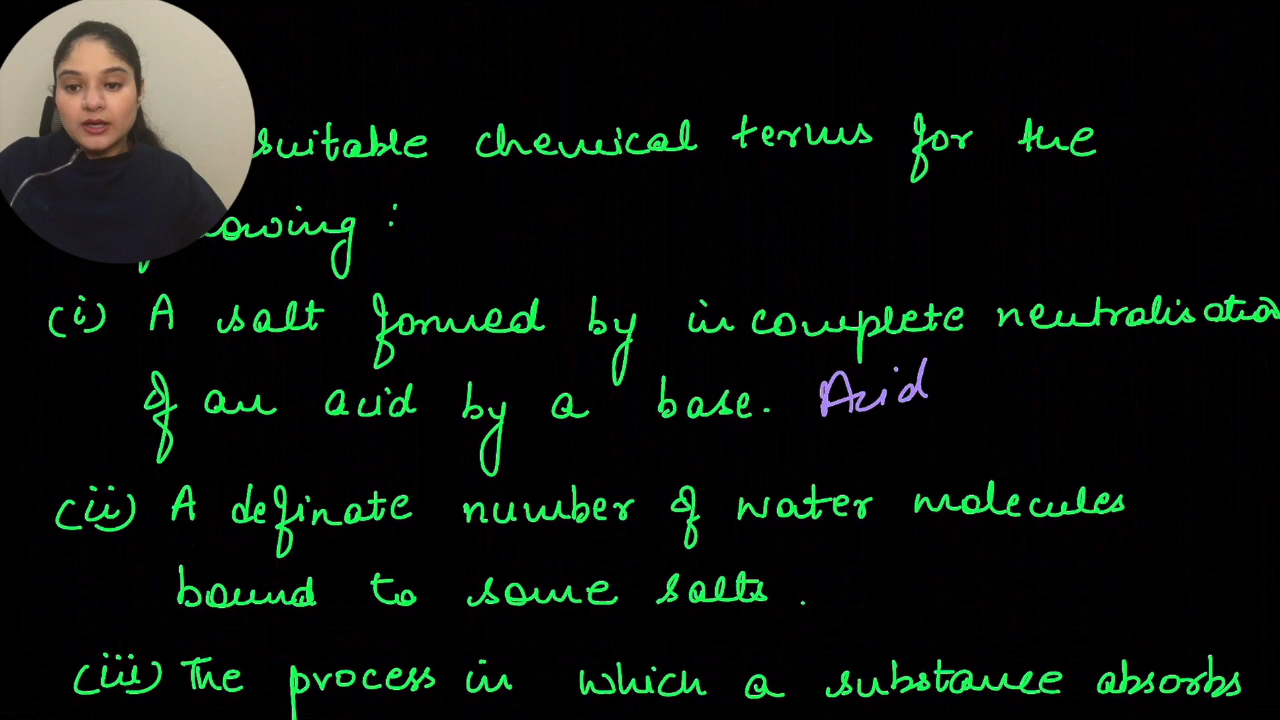 suitable chemical terms for the
owing :
(i) A salt formed by incomplete neutralisation
of an acid by a base. Acid
(ii) A definate number of water molecules
bound to some salts .
(iii) The process in which a substance absorbs